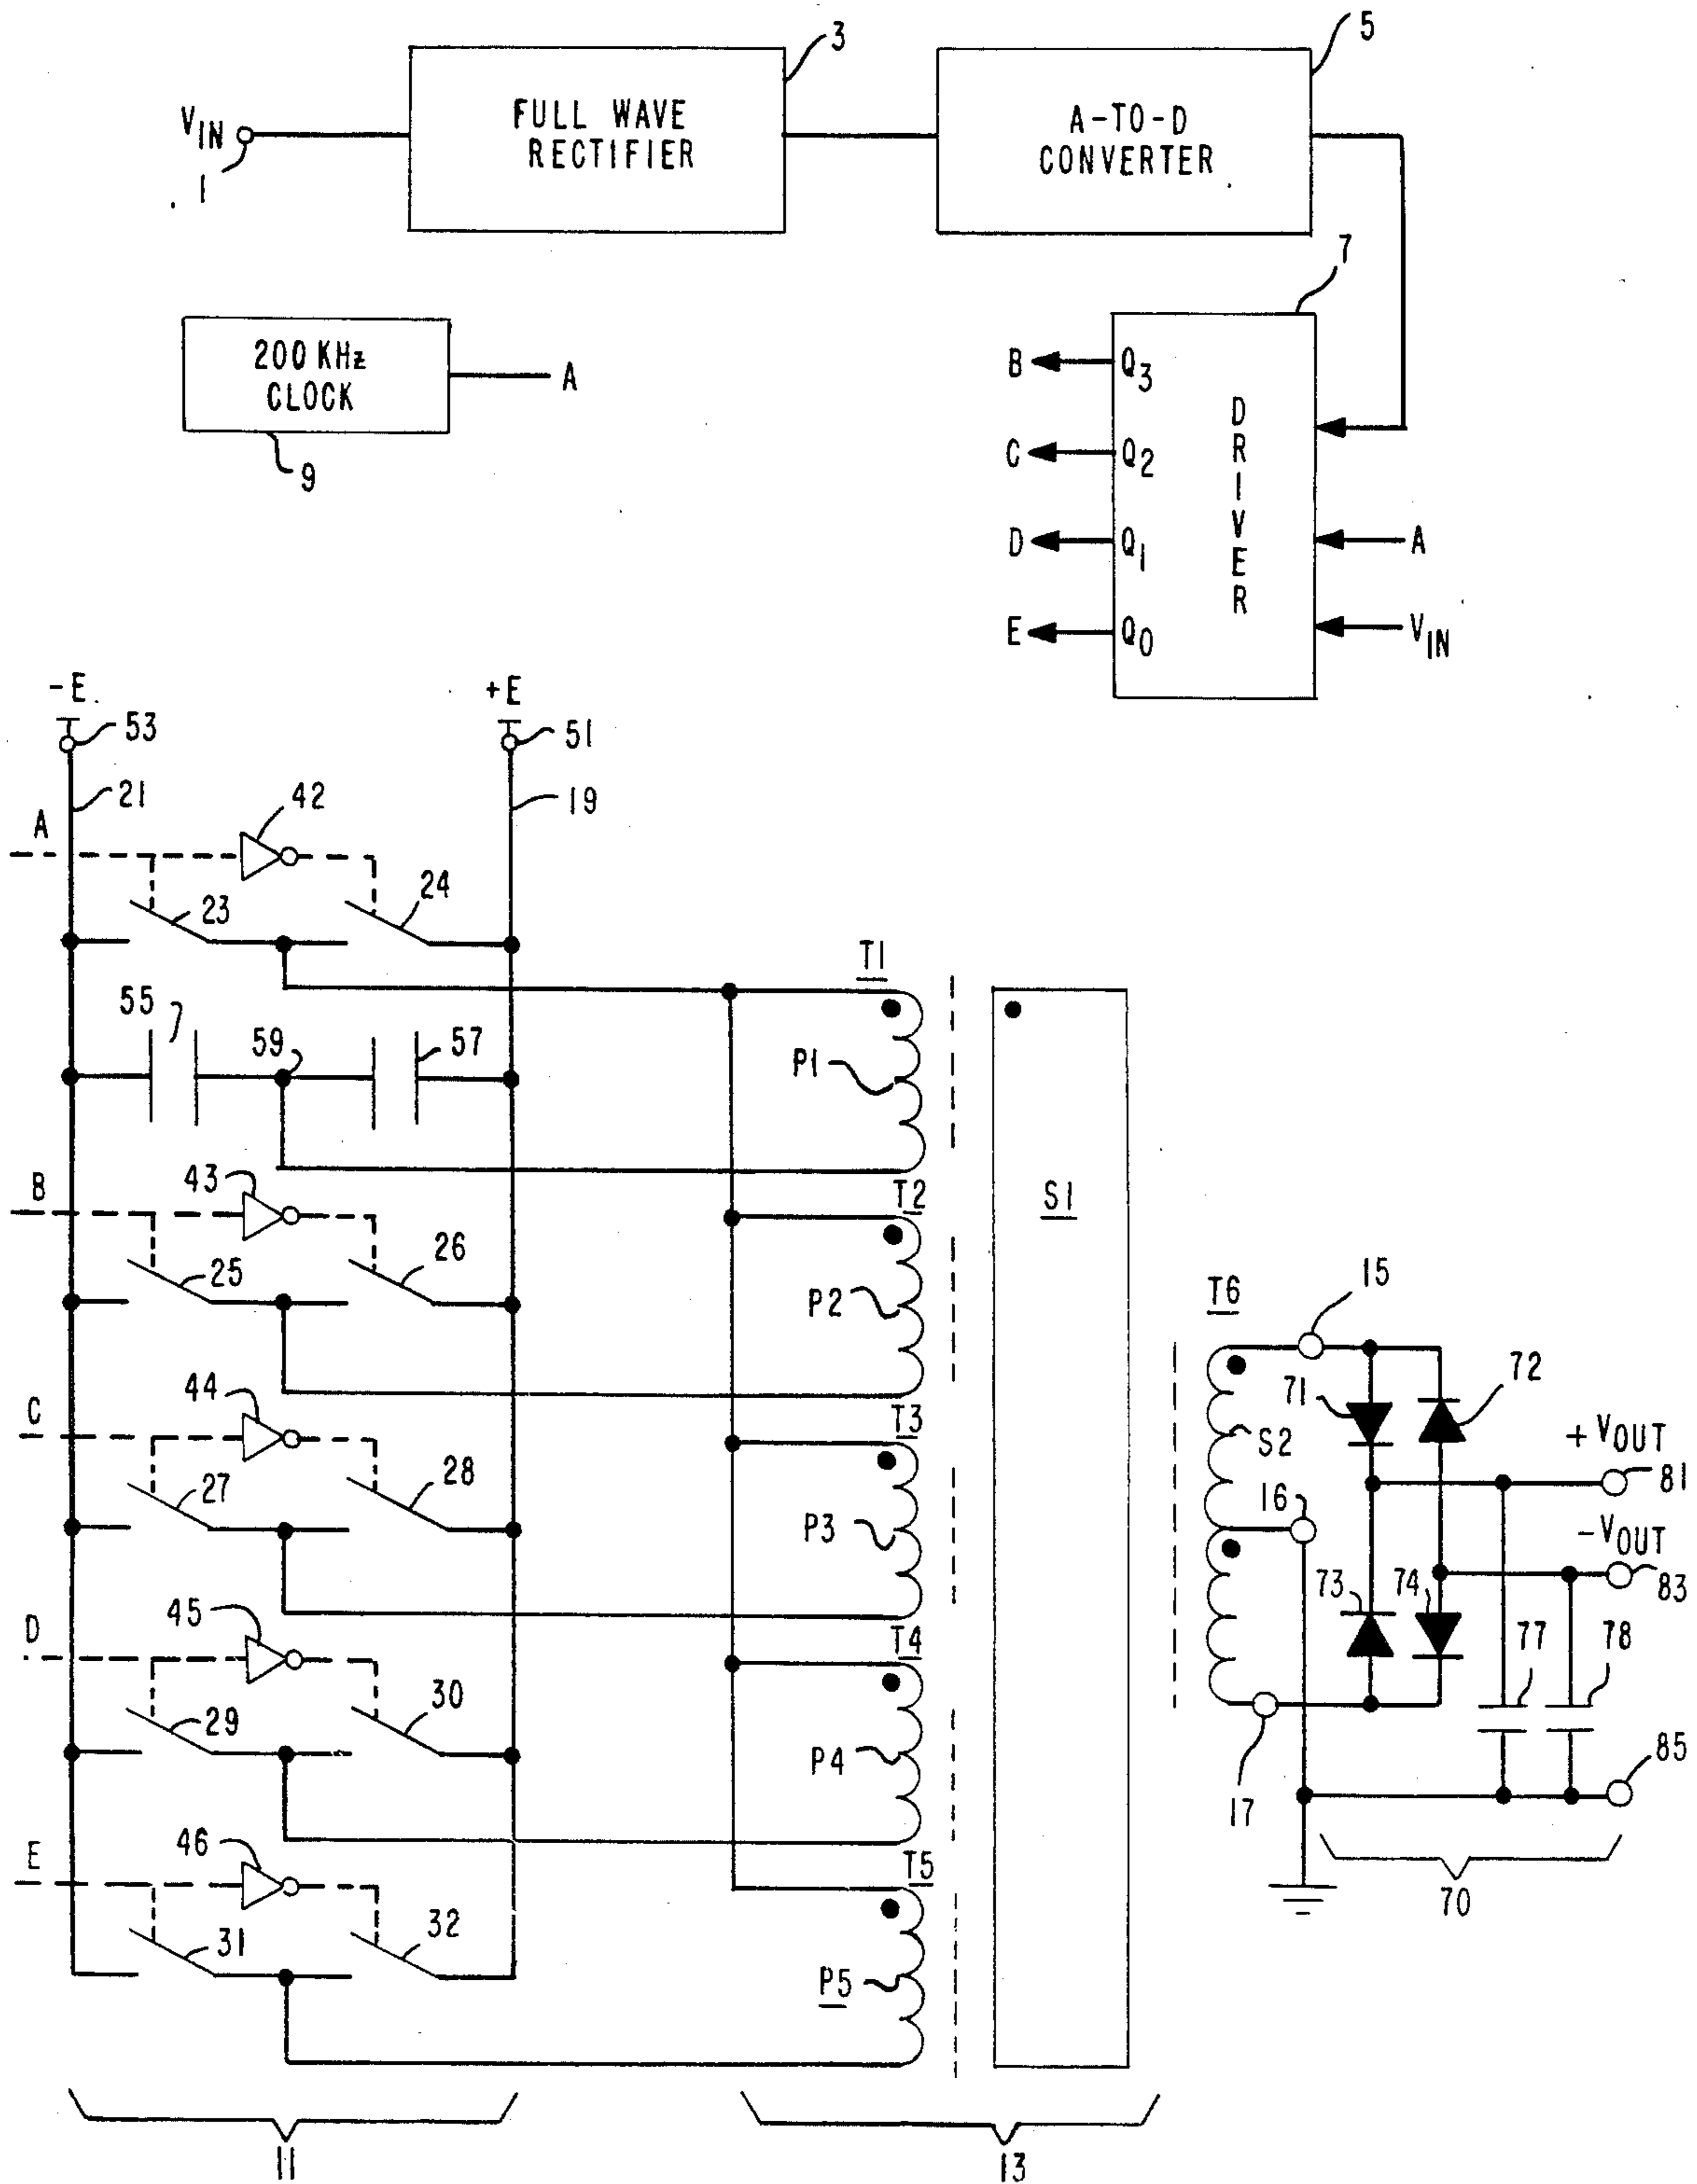 3
5
V_IN
1
FULL WAVE
RECTIFIER
A-TO-D
CONVERTER
7
200 KHz
CLOCK
A
9
B
Q3
C
Q2
D
Q1
E
Q0
DRIVER
A
V_IN
-E
+E
53
51
21
19
A
42
23
24
T1
55
59
57
P1
B
43
T2
S1
25
26
P2
T6
15
C
44
T3
71
72
S2
+VOUT
81
27
28
P3
16
-VOUT
83
D
45
T4
73
74
77
78
29
30
P4
17
85
E
46
T5
70
31
32
P5
11
13